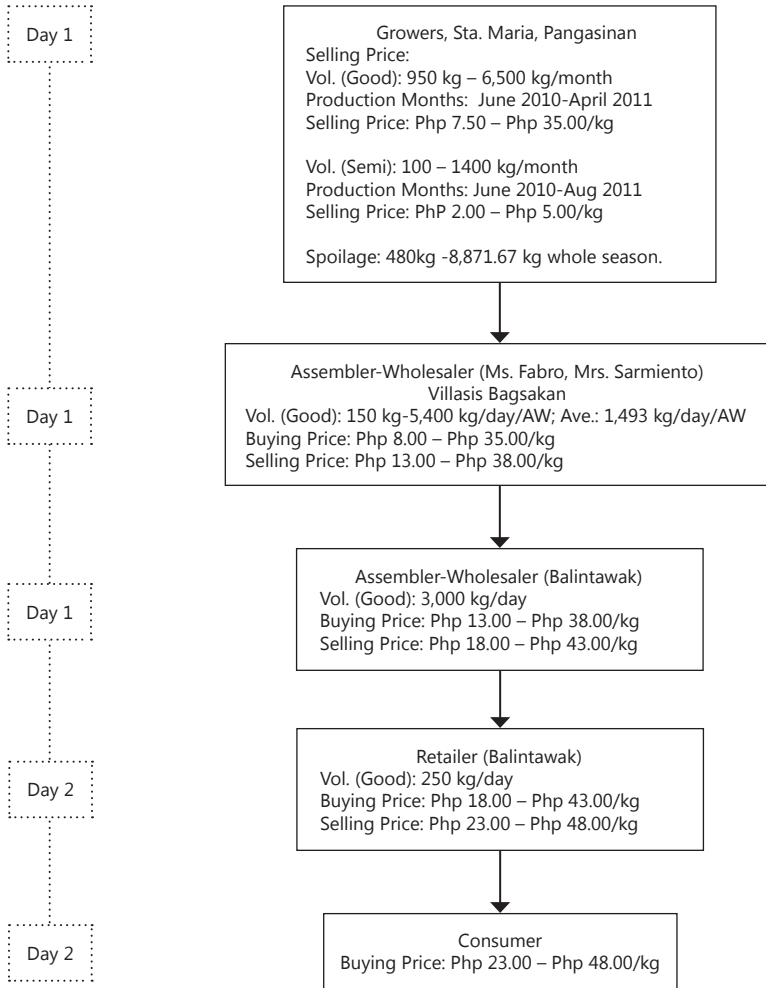 Day 1
Growers, Sta. Maria, Pangasinan
Selling Price:
Vol. (Good): 950 kg – 6,500 kg/month
Production Months: June 2010-April 2011
Selling Price: Php 7.50 – Php 35.00/kg
Vol. (Semi): 100 – 1400 kg/month
Production Months: June 2010-Aug 2011
Selling Price: PhP 2.00 – Php 5.00/kg
Spoilage: 480kg -8,871.67 kg whole season.
Day 1
Assembler-Wholesaler (Ms. Fabro, Mrs. Sarmiento)
Villasis Bagsakan
Vol. (Good): 150 kg-5,400 kg/day/AW; Ave.: 1,493 kg/day/AW
Buying Price: Php 8.00 – Php 35.00/kg
Selling Price: Php 13.00 – Php 38.00/kg
Day 1
Assembler-Wholesaler (Balintawak)
Vol. (Good): 3,000 kg/day
Buying Price: Php 13.00 – Php 38.00/kg
Selling Price: Php 18.00 – Php 43.00/kg
Day 2
Retailer (Balintawak)
Vol. (Good): 250 kg/day
Buying Price: Php 18.00 – Php 43.00/kg
Selling Price: Php 23.00 – Php 48.00/kg
Day 2
Consumer
Buying Price: Php 23.00 – Php 48.00/kg